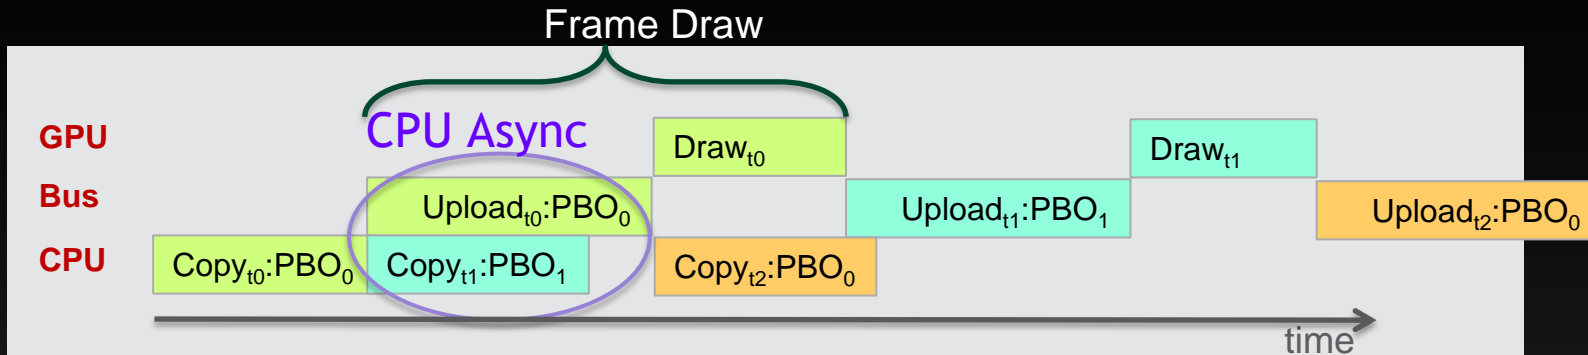 Frame Draw
CPU Async
GPU Draw_t0 Draw_t1
Bus Upload_t0:PBO_0 Upload_t1:PBO_1 Upload_t2:PBO_0
CPU Copy_t0:PBO_0 Copy_t1:PBO_1 Copy_t2:PBO_0
time